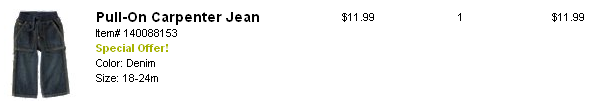 Pull-On Carpenter Jean $11.99 1 $11.99
Item# 140088153
Special Offer!
Color: Denim
Size: 18-24m